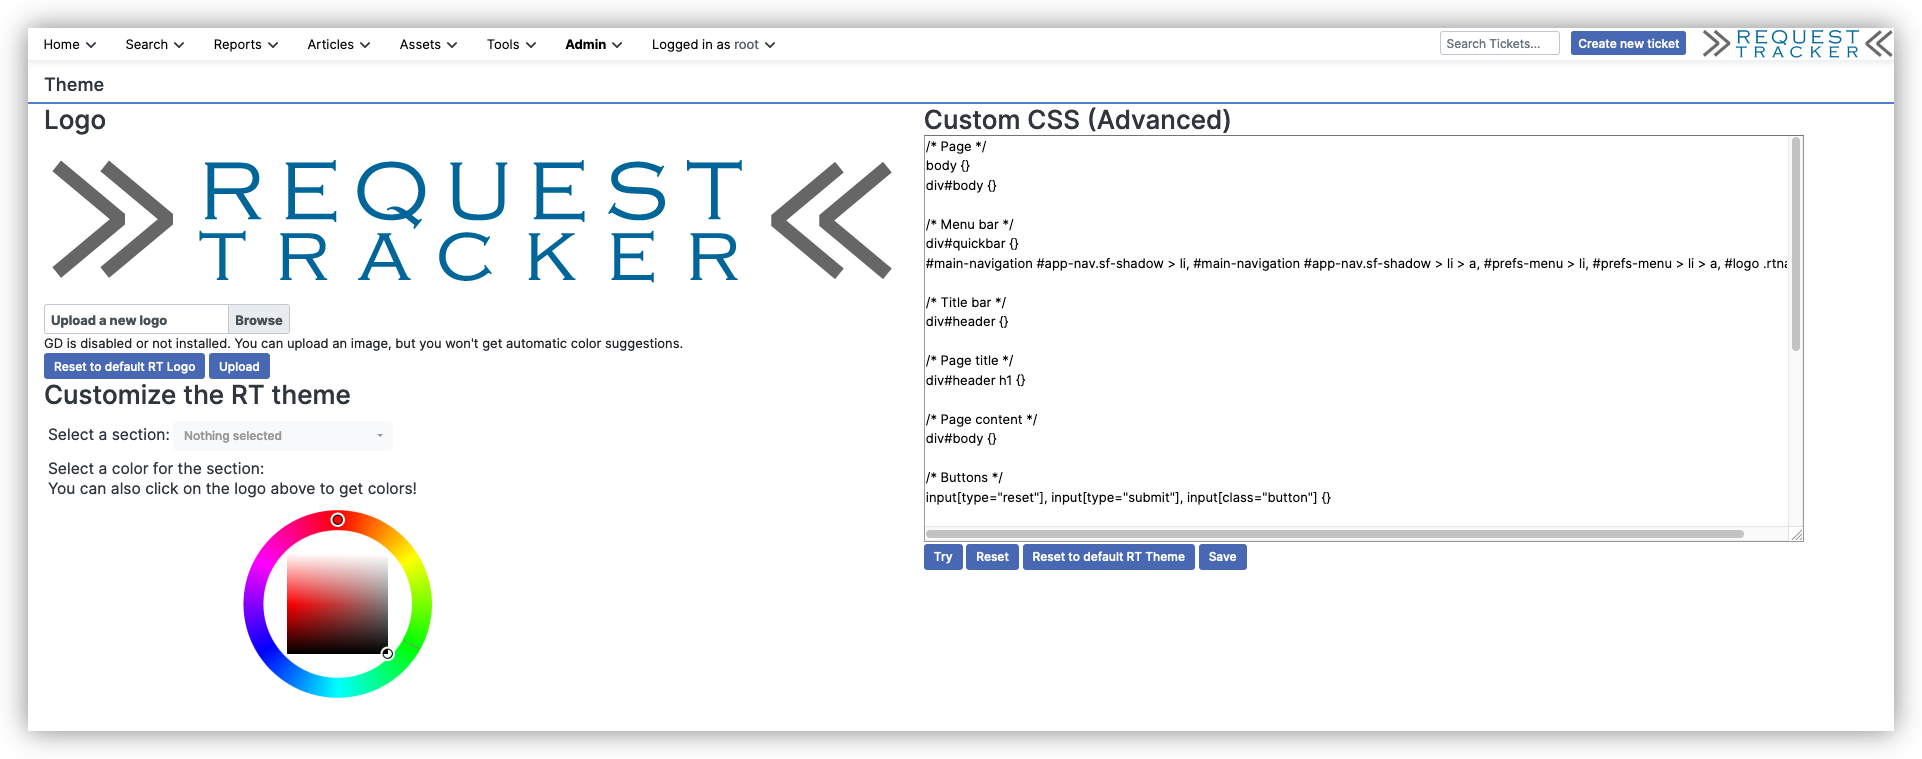 Home Search Reports Articles Assets Tools Admin Logged in as root Search Tickets... Create new ticket REQUEST TRACKER
Theme
Logo
REQUEST
TRACKER
Upload a new logo Browse
GD is disabled or not installed. You can upload an image, but you won't get automatic color suggestions.
Reset to default RT Logo Upload
Customize the RT theme
Select a section: Nothing selected
Select a color for the section:
You can also click on the logo above to get colors!
Custom CSS (Advanced)
/* Page */
body {}
div#body {}
/* Menu bar */
div#quickbar {}
#main-navigation #app-nav.sf-shadow > li, #main-navigation #app-nav.sf-shadow > li > a, #prefs-menu > li, #prefs-menu > li > a, #logo .rtna
/* Title bar */
div#header {}
/* Page title */
div#header h1 {}
/* Page content */
div#body {}
/* Buttons */
input[type="reset"], input[type="submit"], input[class="button"] {}
Try Reset Reset to default RT Theme Save